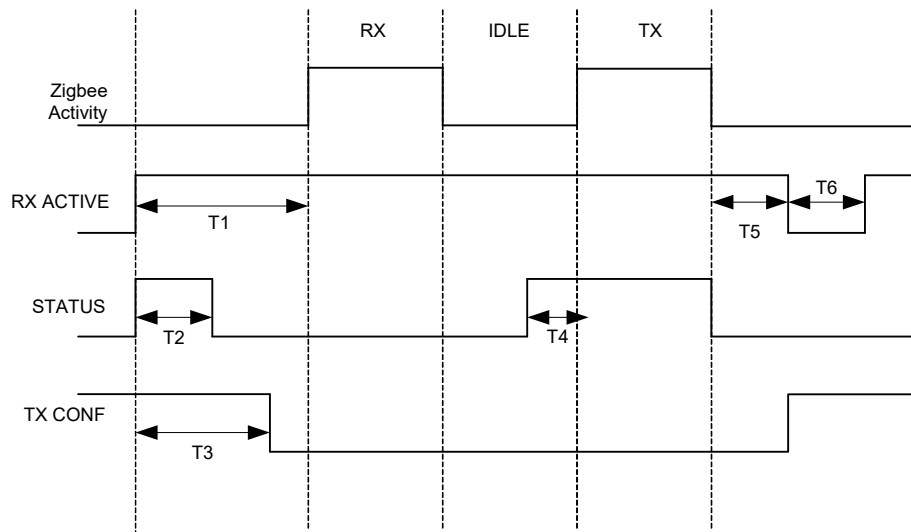 RX IDLE TX
Zigbee
Activity
RX ACTIVE
T1
T5
T6
STATUS
T2
T4
TX CONF
T3